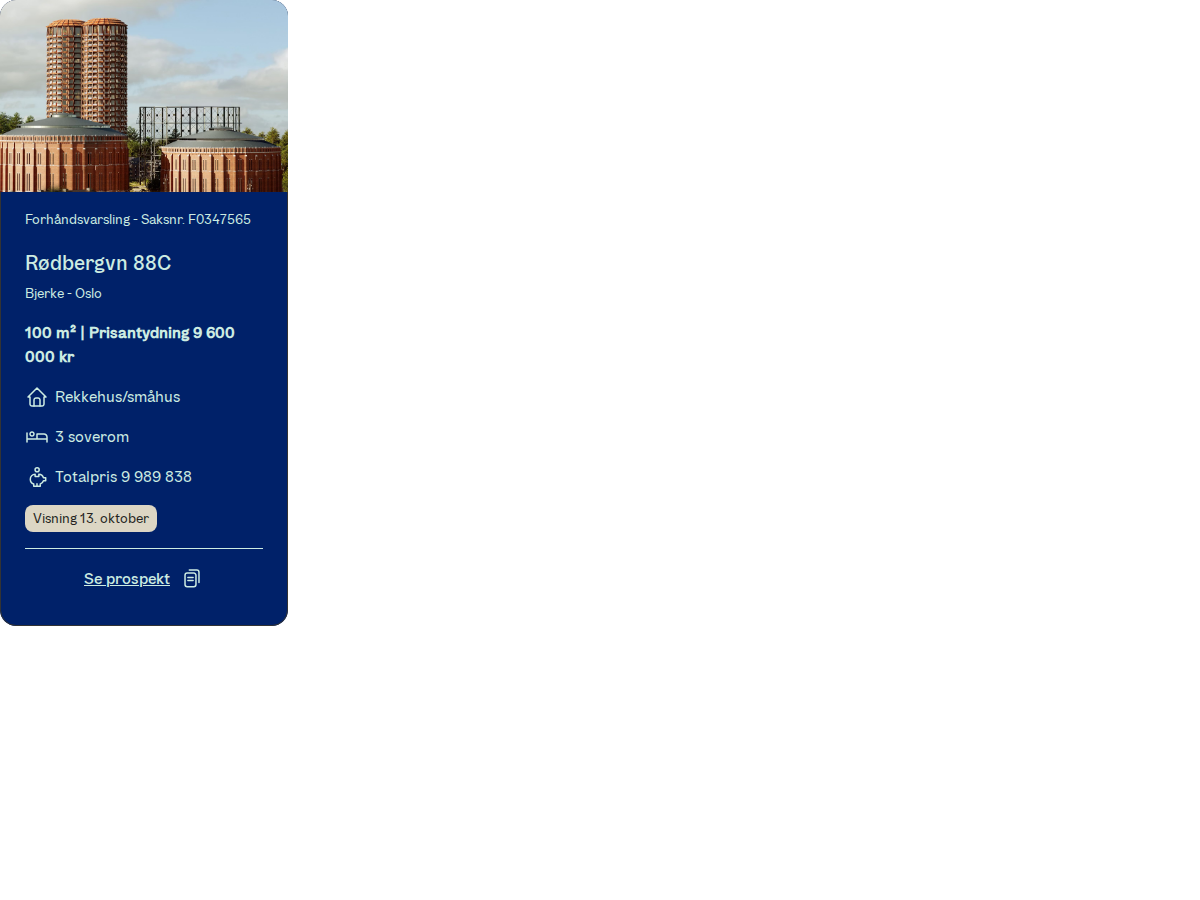 Forhåndsvarsling - Saksnr. F0347565
Rødbergvn 88C
Bjerke - Oslo
100 m² | Prisantydning 9 600
000 kr
Rekkehus/småhus
3 soverom
Totalpris 9 989 838
Visning 13. oktober
Se prospekt